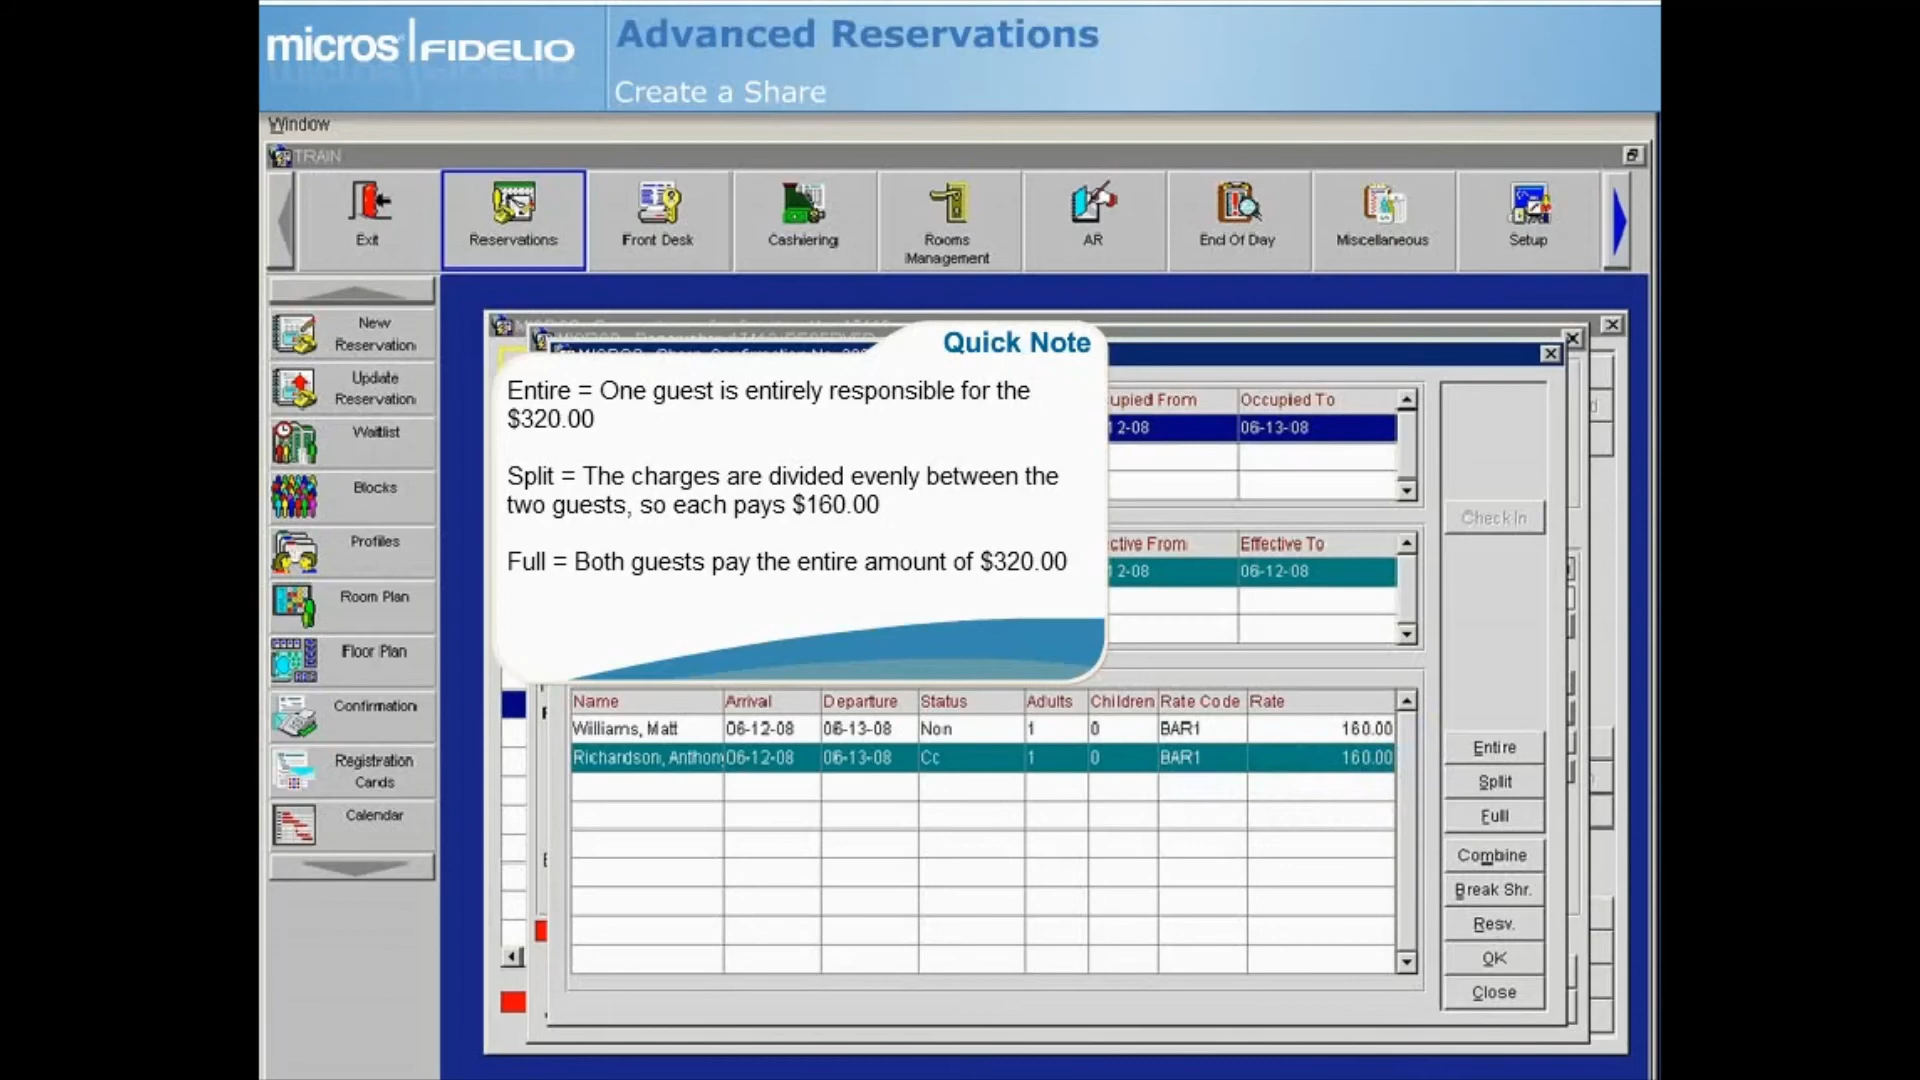 micros FIDELIO
Advanced Reservations
Create a Share
Window
TRAIN
Exit
Reservations
Front Desk
Cashiering
Rooms
Management
AR
End Of Day
Miscellaneous
Setup
New
Reservation
Update
Reservation
Waitlist
Blocks
Profiles
Room Plan
Floor Plan
Confirmation
Registration
Cards
Calendar
Quick Note
Entire = One guest is entirely responsible for the
$320.00
Split = The charges are divided evenly between the
two guests, so each pays $160.00
Full = Both guests pay the entire amount of $320.00
upied From Occupied To
12-08 06-13-08
ctive From Effective To
12-08 06-12-08
Name Arrival Departure Status Adults Children Rate Code Rate
Williams, Matt 06-12-08 06-13-08 Non 1 0 BAR1 160.00
Richardson, Anthon 06-12-08 06-13-08 Cc 1 0 BAR1 160.00
Check In
Entire
Split
Full
Combine
Break Shr.
Resv.
OK
Close